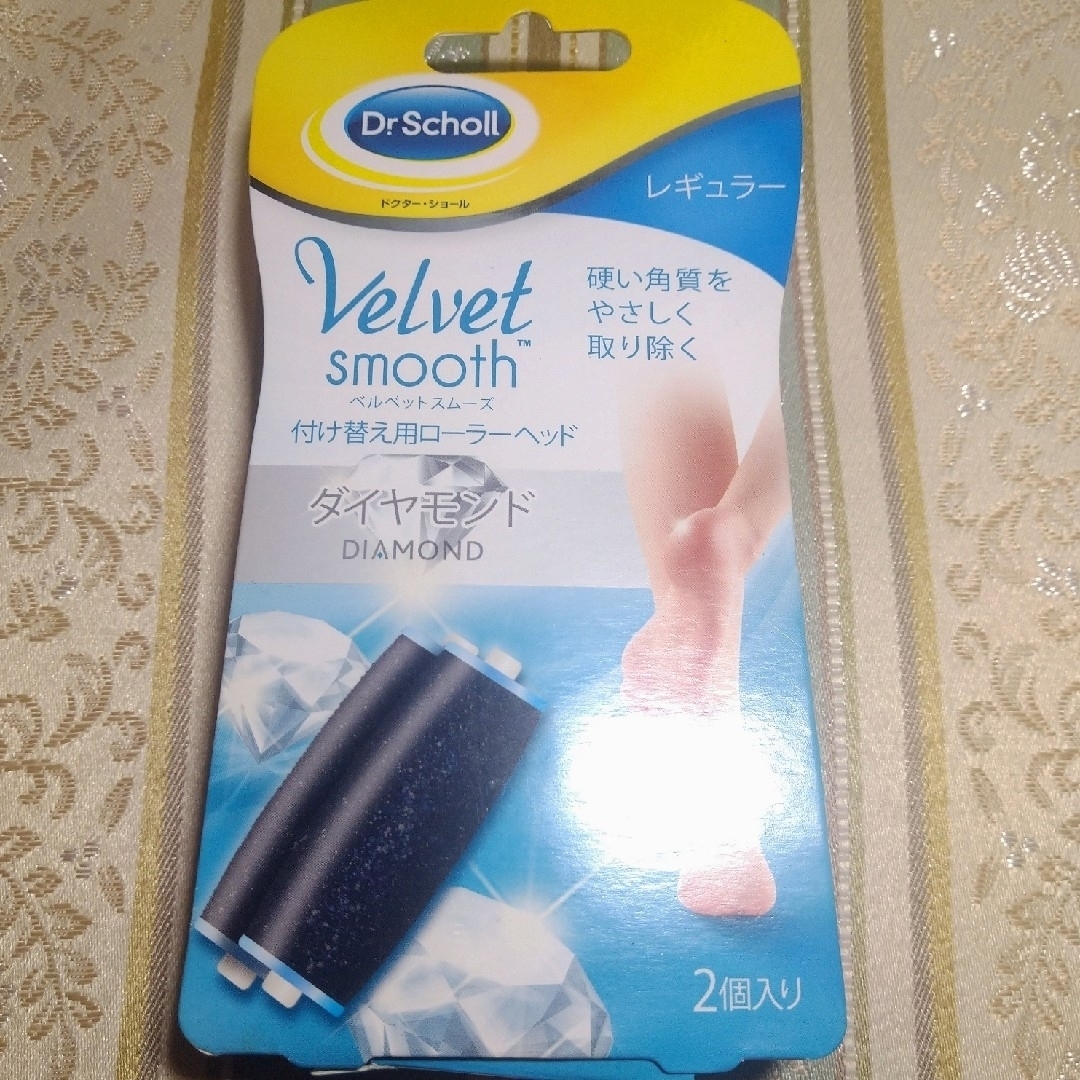 Dr Scholl
ドクター・ショール
レギュラー
Velvet
smooth™
ベルベットスムーズ
付け替え用ローラーヘッド
硬い角質を
やさしく
取り除く
ダイヤモンド
DIAMOND
2個入り